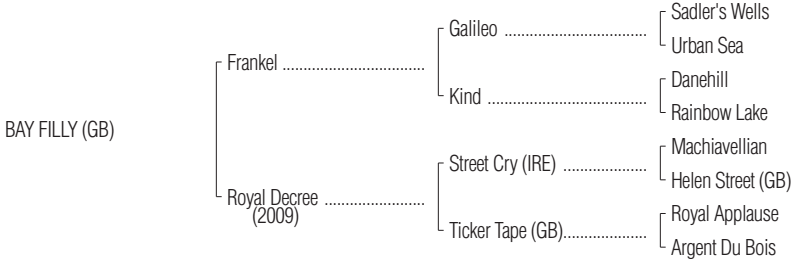 Sadler's Wells
Galileo ....................................
Urban Sea
Frankel ....................................
Danehill
Kind ........................................
Rainbow Lake
BAY FILLY (GB)
Machiavellian
Street Cry (IRE) .....................
Helen Street (GB)
Royal Decree .........................
(2009)
Royal Applause
Ticker Tape (GB).....................
Argent Du Bois